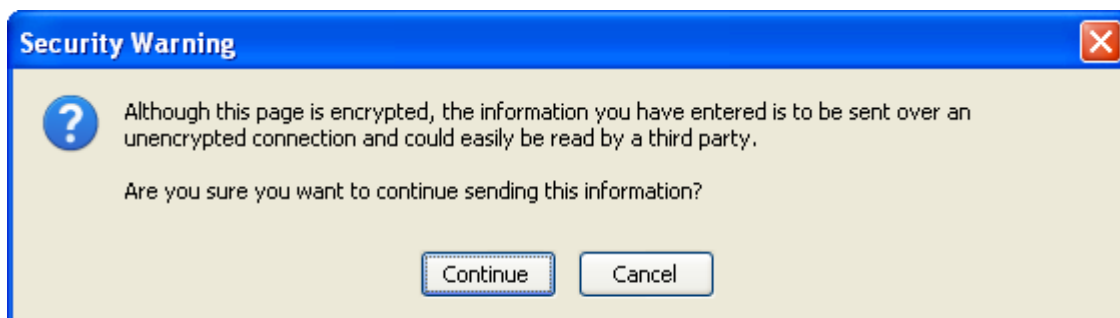 Security Warning
Although this page is encrypted, the information you have entered is to be sent over an
unencrypted connection and could easily be read by a third party.
Are you sure you want to continue sending this information?
Continue Cancel